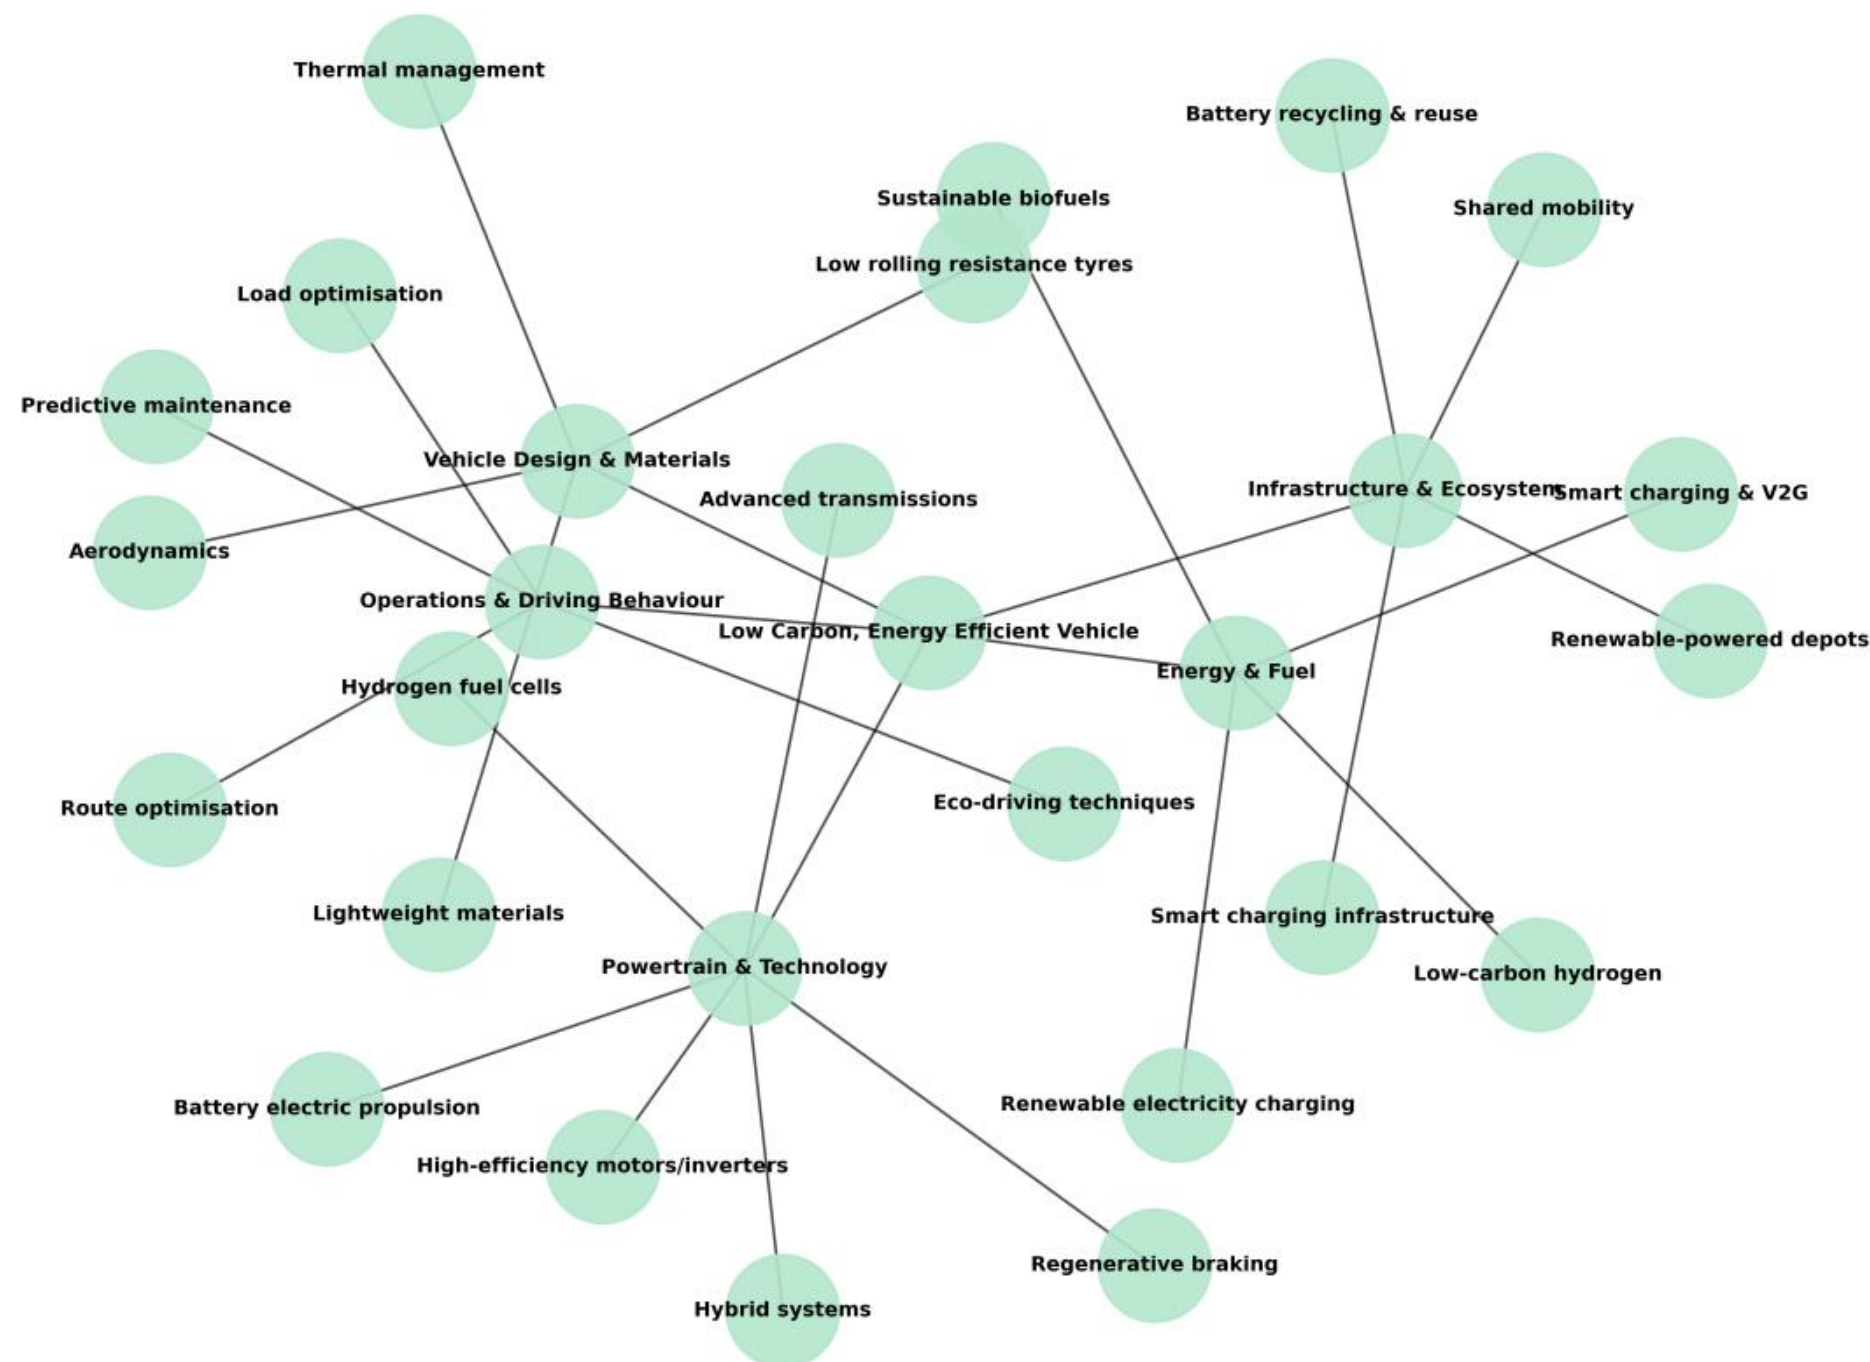 Thermal management
Battery recycling & reuse
Sustainable biofuels
Shared mobility
Low rolling resistance tyres
Load optimisation
Predictive maintenance
Vehicle Design & Materials
Advanced transmissions
Infrastructure & Ecosystem
Smart charging & V2G
Aerodynamics
Operations & Driving Behaviour
Low Carbon, Energy Efficient Vehicle
Renewable-powered depots
Energy & Fuel
Hydrogen fuel cells
Eco-driving techniques
Route optimisation
Lightweight materials
Smart charging infrastructure
Powertrain & Technology
Low-carbon hydrogen
Renewable electricity charging
Battery electric propulsion
High-efficiency motors/inverters
Regenerative braking
Hybrid systems